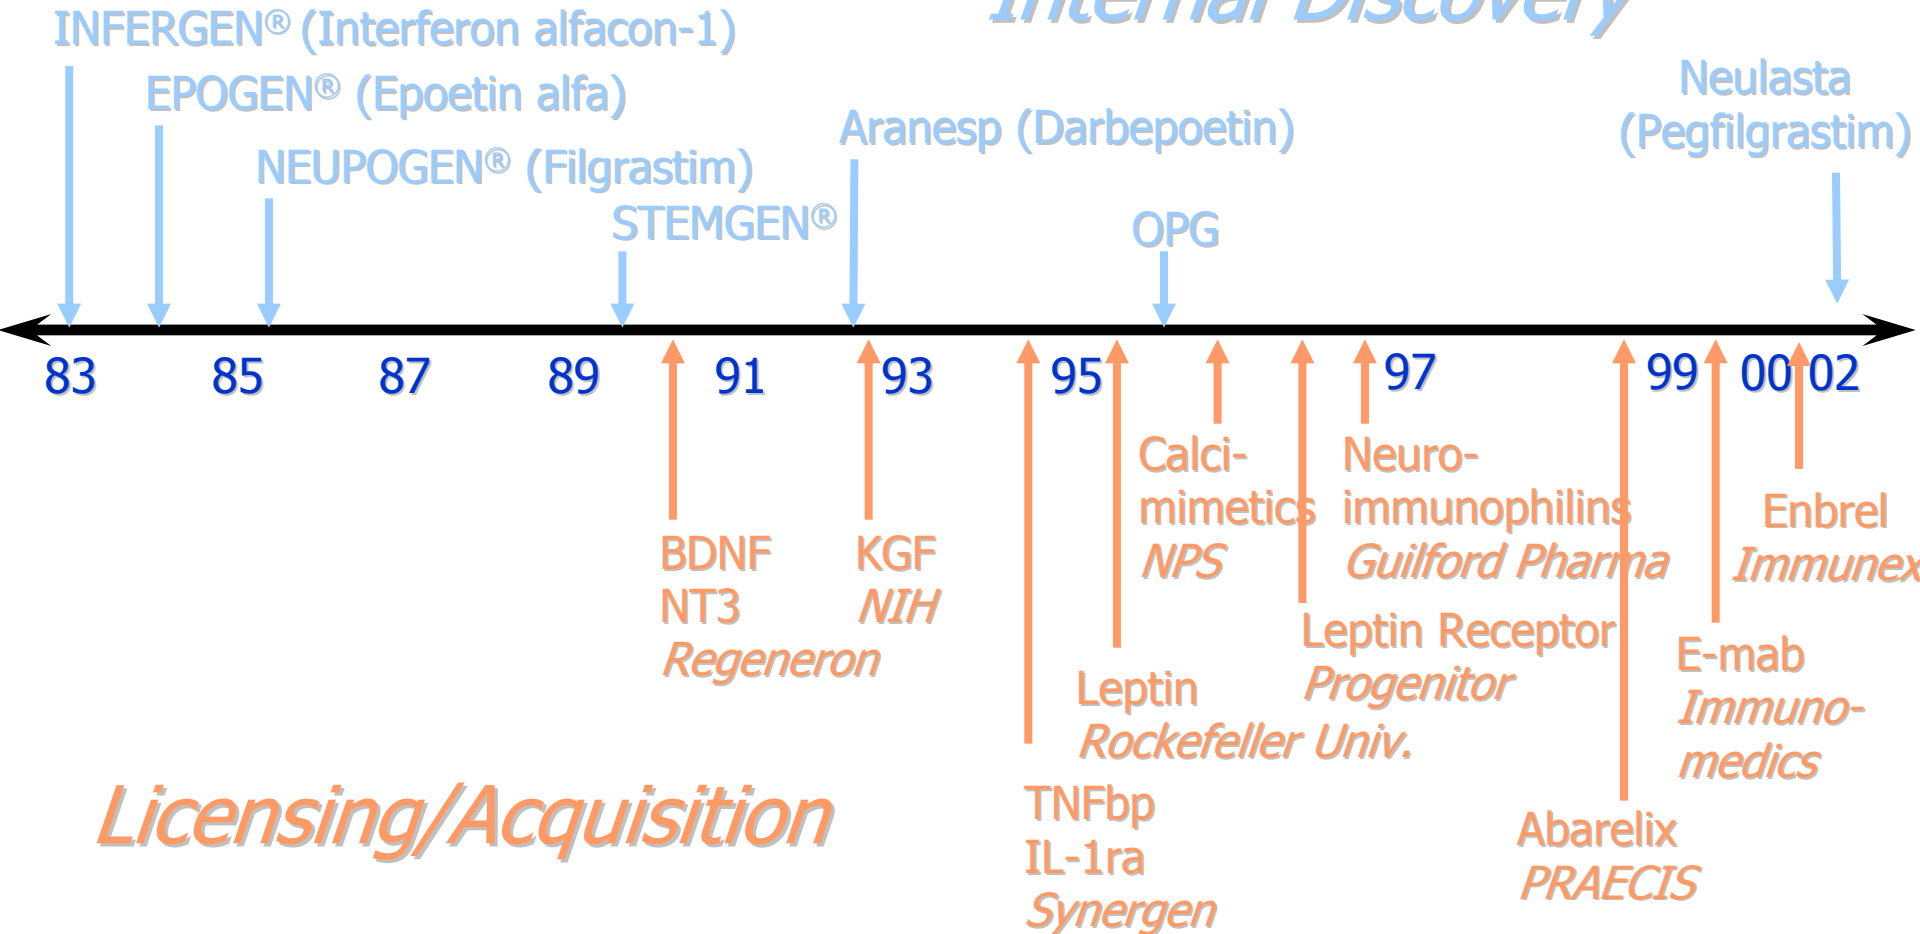 Internal Discovery
INFERGEN® (Interferon alfacon-1)
EPOGEN® (Epoetin alfa)
NEUPOGEN® (Filgrastim)
STEMGEN®
Aranesp (Darbepoetin)
OPG
Neulasta
(Pegfilgrastim)
83 85 87 89 91 93 95 97 99 00 02
BDNF
NT3
Regeneron
KGF
NIH
TNFbp
IL-1ra
Synergen
Leptin
Rockefeller Univ.
Calci-
mimetics
NPS
Leptin Receptor
Progenitor
Neuro-
immunophilins
Guilford Pharma
Abarelix
PRAECIS
E-mab
Immuno-
medics
Enbrel
Immunex
Licensing/Acquisition